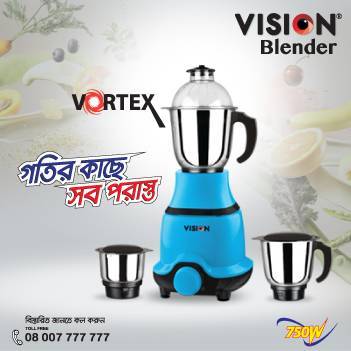 VISION®
Blender
VORTEX
গতির কাছে
সব পরাস্ত
VISION
বিস্তারিত জানতে কল করুন
TOLL FREE
08 007 777 777
750W